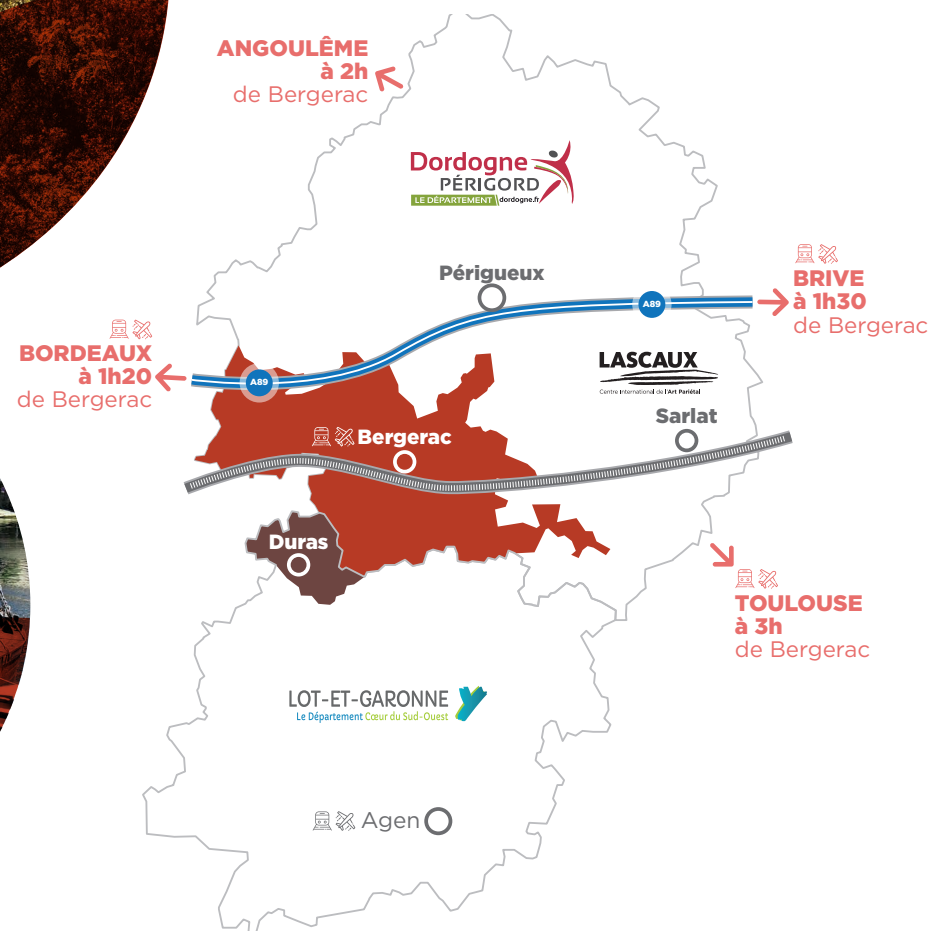 ANGOULÊME
à 2h
de Bergerac
Dordogne
PÉRIGORD
LE DÉPARTEMENT dordogne.fr
Périgueux
BRIVE
à 1h30
de Bergerac
A89
BORDEAUX
à 1h20
de Bergerac
A89
LASCAUX
Centre International de l'Art Pariétal
Sarlat
Bergerac
Duras
TOULOUSE
à 3h
de Bergerac
LOT-ET-GARONNE
Le Département Cœur du Sud-Ouest
Agen